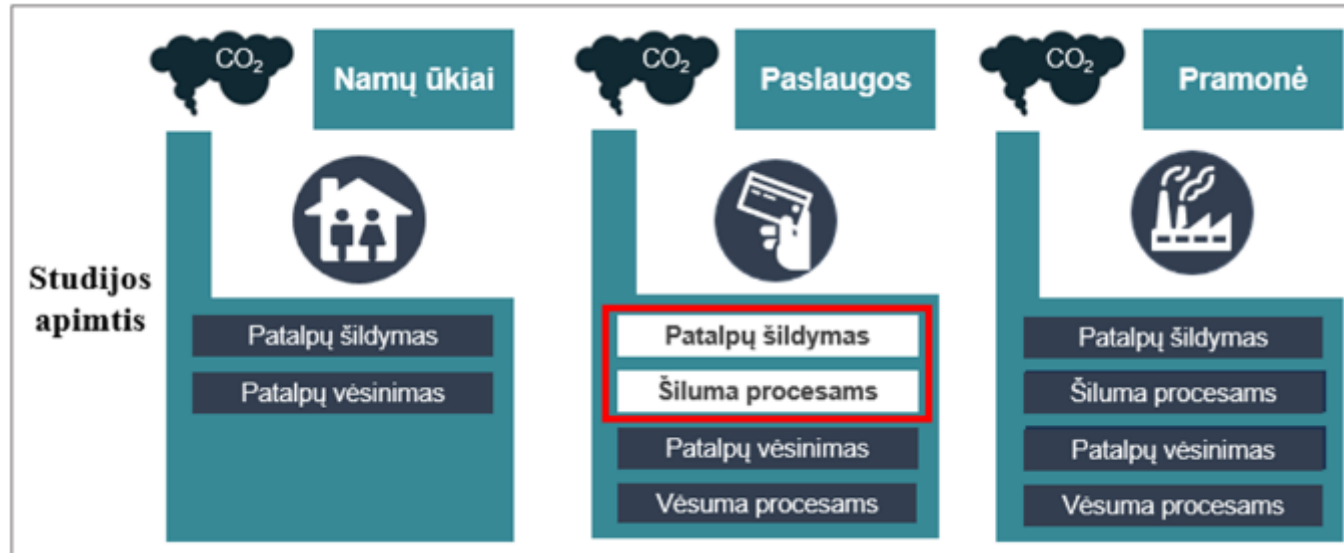 CO₂
Namų ūkiai
CO₂
Paslaugos
CO₂
Pramonė
Studijos
apimtis
Patalpų šildymas
Patalpų vėsinimas
Patalpų šildymas
Šiluma procesams
Patalpų vėsinimas
Vėsuma procesams
Patalpų šildymas
Šiluma procesams
Patalpų vėsinimas
Vėsuma procesams